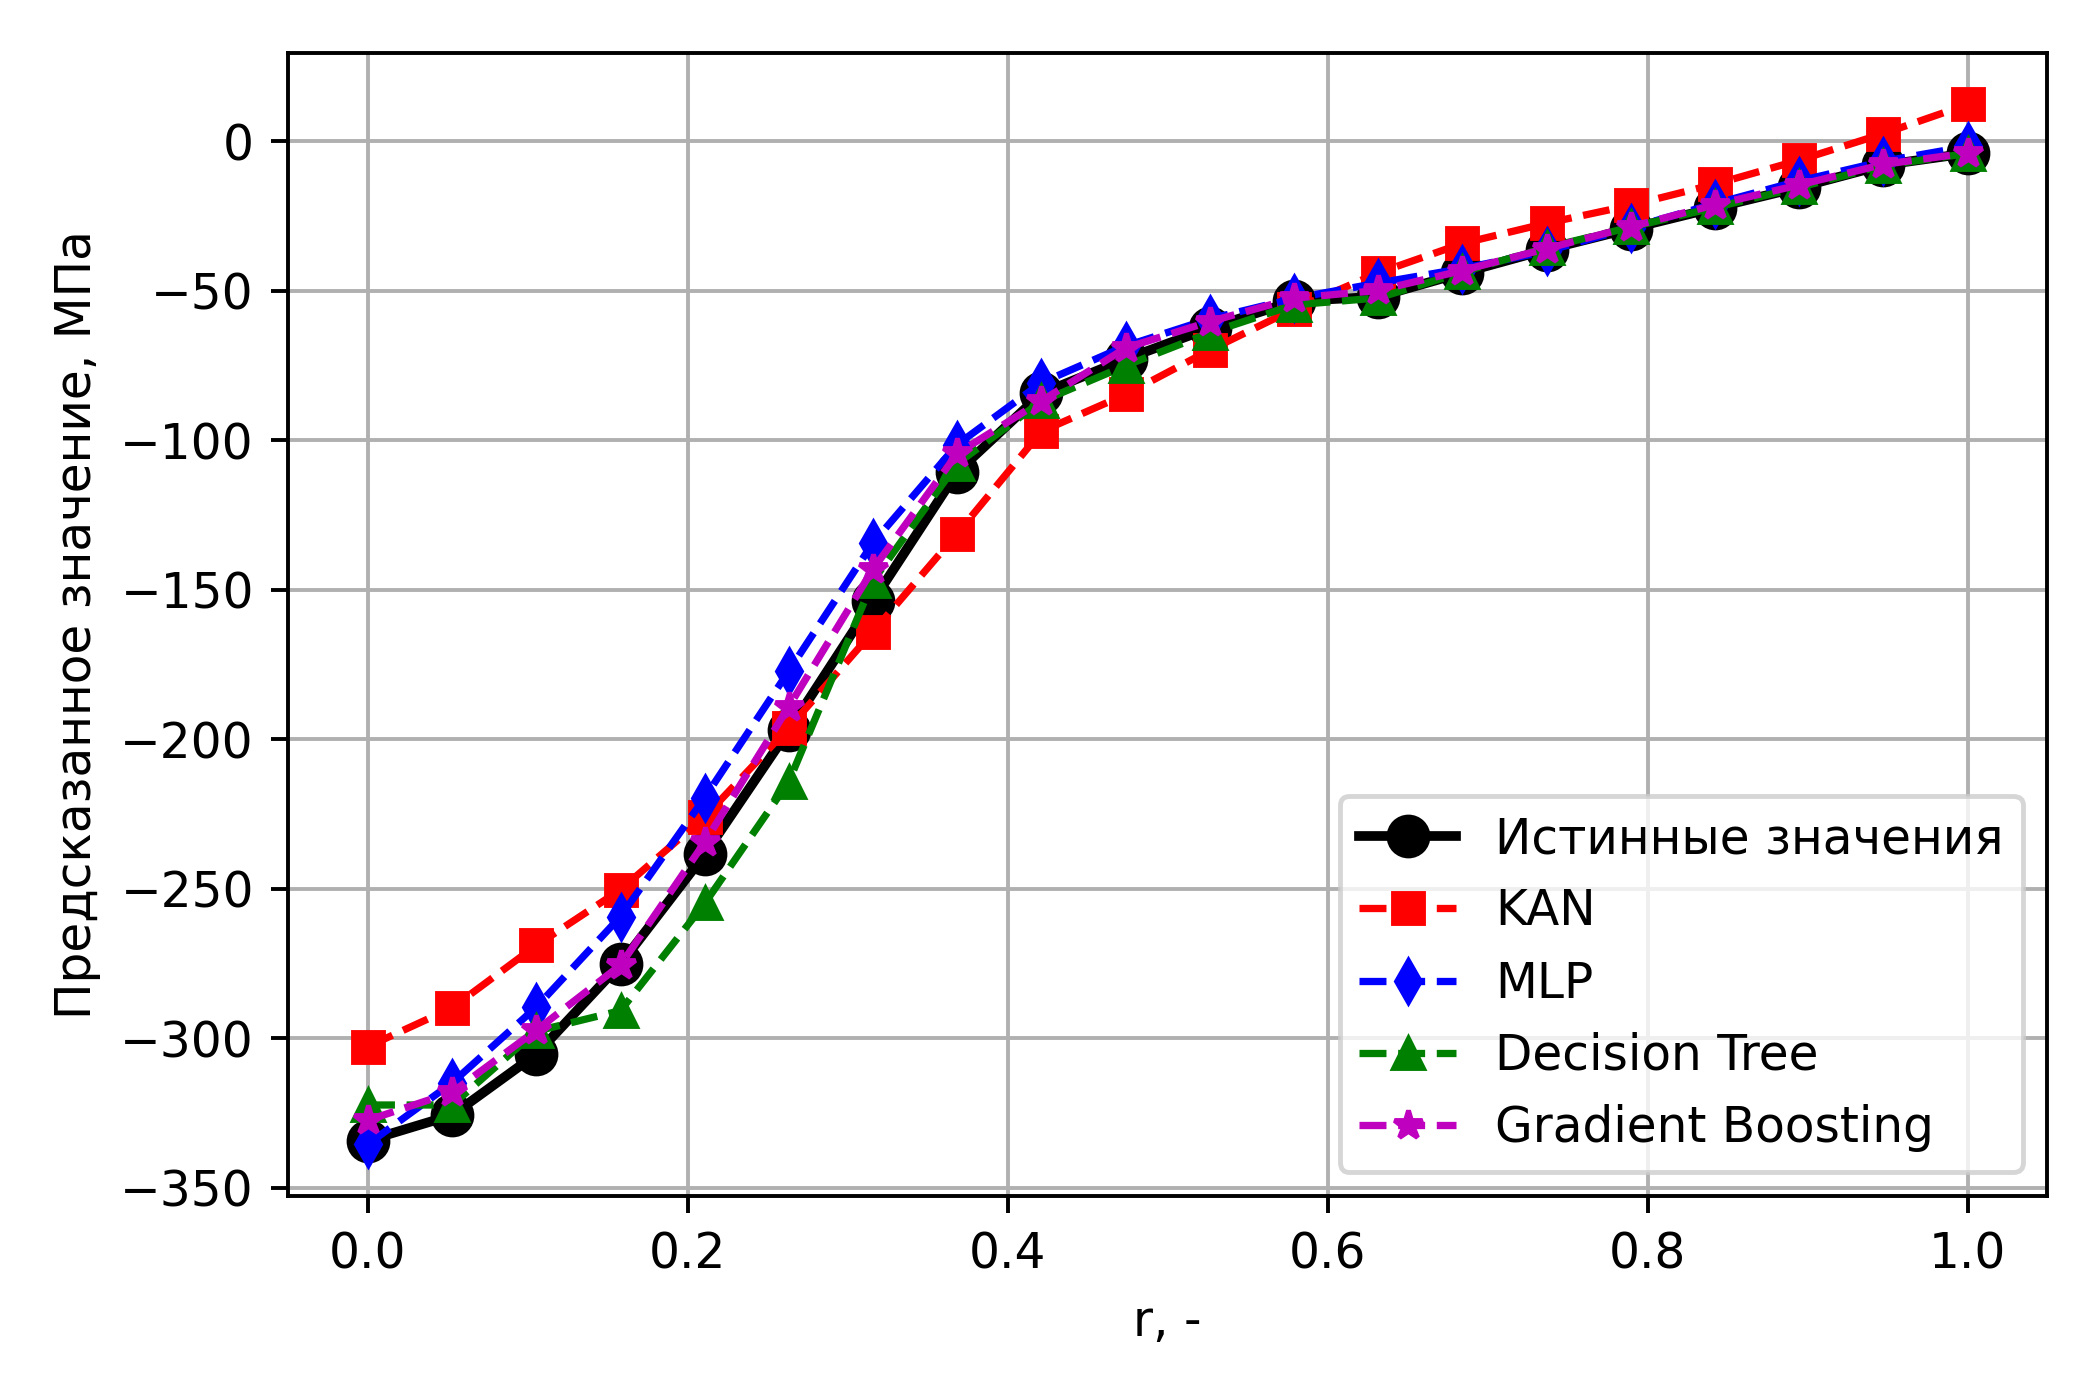 Предсказанное значение, МПа
0
−50
−100
−150
−200
−250
−300
−350
0.0 0.2 0.4 0.6 0.8 1.0
r, -
Истинные значения
KAN
MLP
Decision Tree
Gradient Boosting